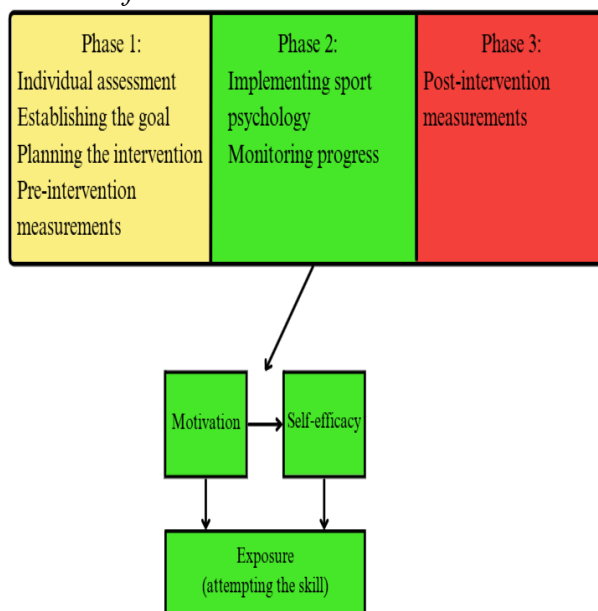 Phase 1:
Individual assessment
Establishing the goal
Planning the intervention
Pre-intervention
measurements
Phase 2:
Implementing sport
psychology
Monitoring progress
Phase 3:
Post-intervention
measurements
Motivation
Self-efficacy
Exposure
(attempting the skill)